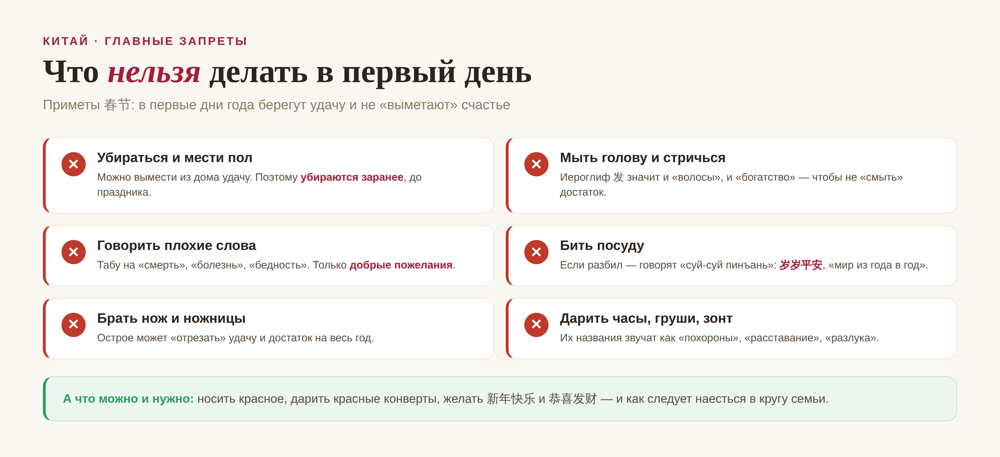 КИТАЙ · ГЛАВНЫЕ ЗАПРЕТЫ
Что нельзя делать в первый день
Приметы 春节: в первые дни года берегут удачу и не «выметают» счастье
Убираться и мести пол
Можно вымести из дома удачу. Поэтому убираются заранее, до
праздника.
Мыть голову и стричься
Иероглиф 发 значит и «волосы», и «богатство» — чтобы не «смыть»
достаток.
Говорить плохие слова
Табу на «смерть», «болезнь», «бедность». Только добрые пожелания.
Бить посуду
Если разбил — говорят «суй-суй пинъань»: 岁岁平安, «мир из года в год».
Брать нож и ножницы
Острое может «отрезать» удачу и достаток на весь год.
Дарить часы, груши, зонт
Их названия звучат как «похороны», «расставание», «разлука».
А что можно и нужно: носить красное, дарить красные конверты, желать 新年快乐 и 恭喜发财 — и как следует наесться в кругу семьи.